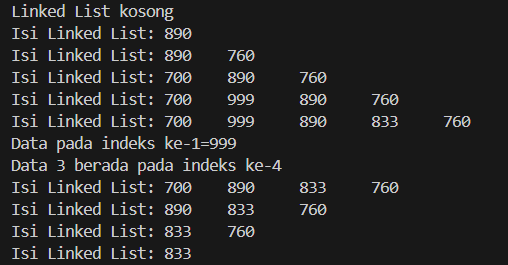 Linked List kosong
Isi Linked List: 890
Isi Linked List: 890 760
Isi Linked List: 700 890 760
Isi Linked List: 700 999 890 760
Isi Linked List: 700 999 890 833 760
Data pada indeks ke-1=999
Data 3 berada pada indeks ke-4
Isi Linked List: 700 890 833 760
Isi Linked List: 890 833 760
Isi Linked List: 833 760
Isi Linked List: 833